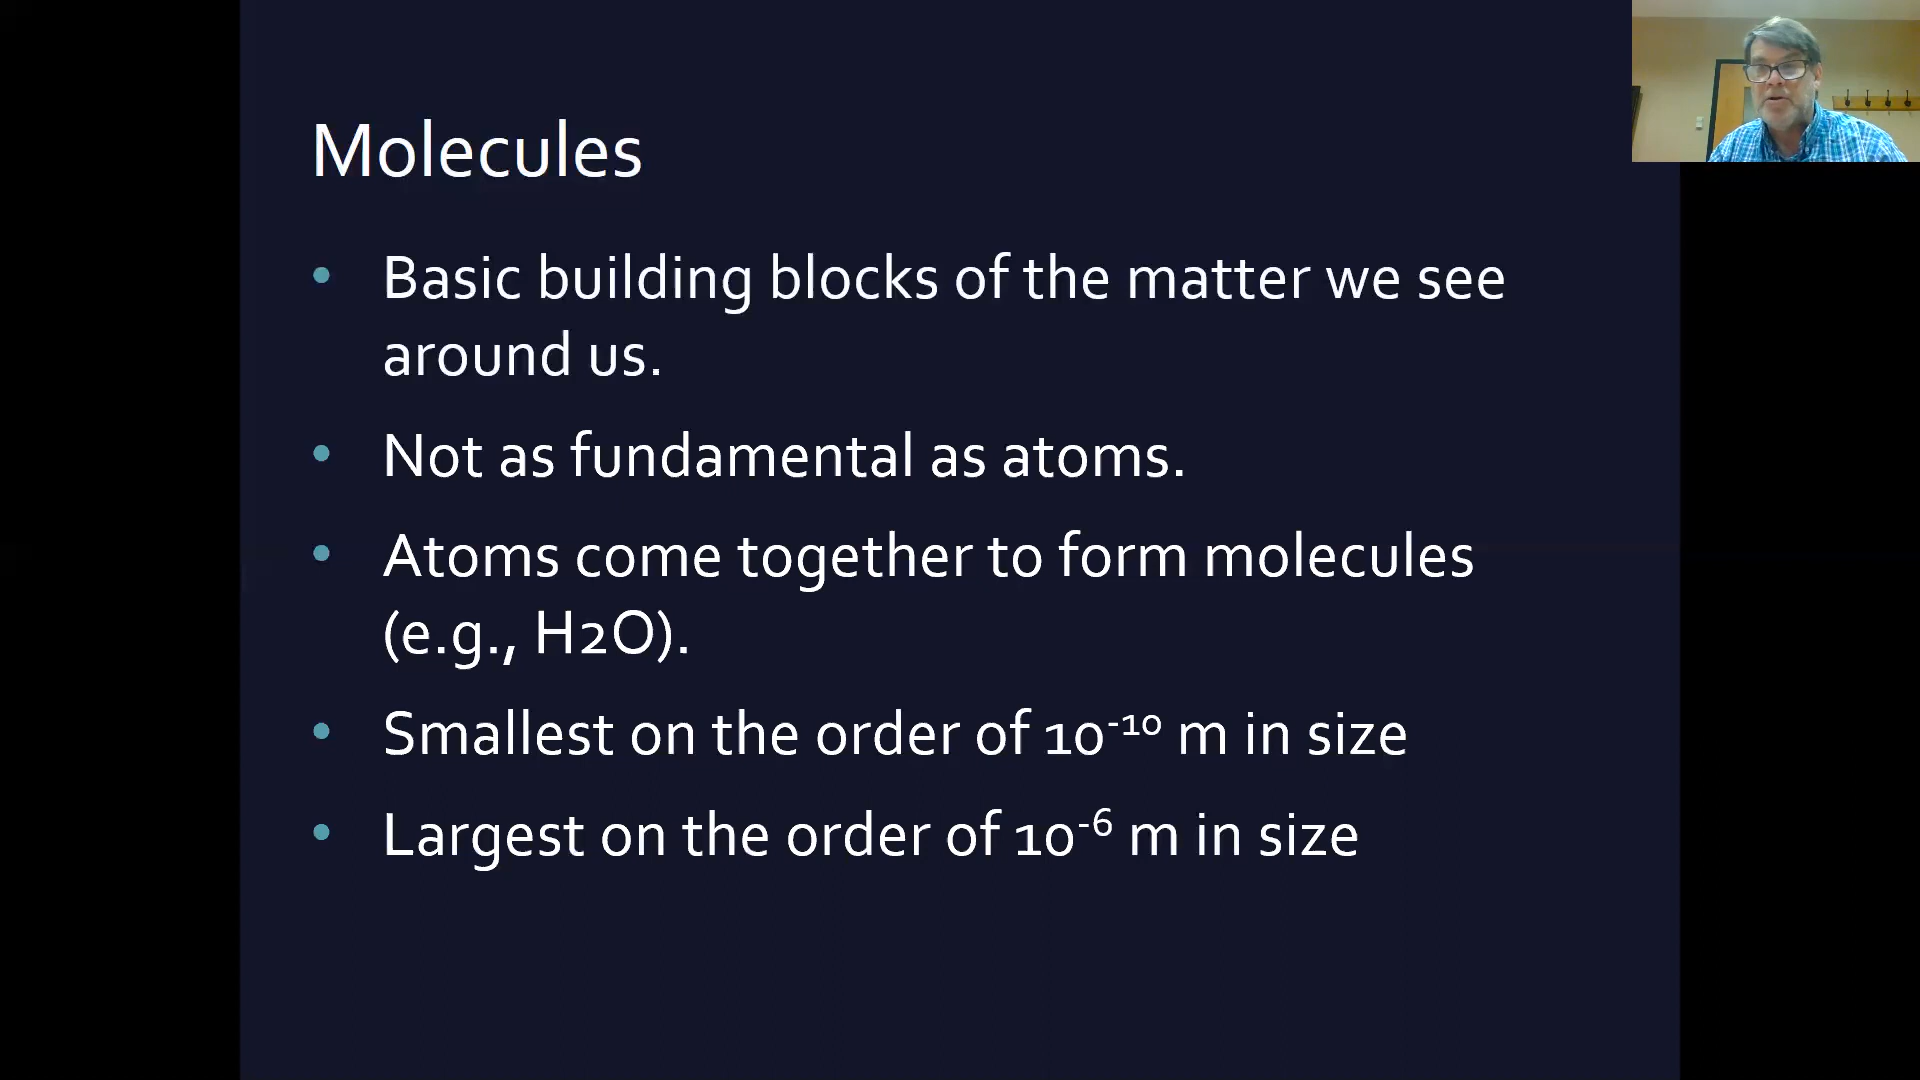 Molecules
• Basic building blocks of the matter we see
around us.
• Not as fundamental as atoms.
• Atoms come together to form molecules
(e.g., H2O).
• Smallest on the order of 10⁻¹⁰ m in size
• Largest on the order of 10⁻⁶ m in size